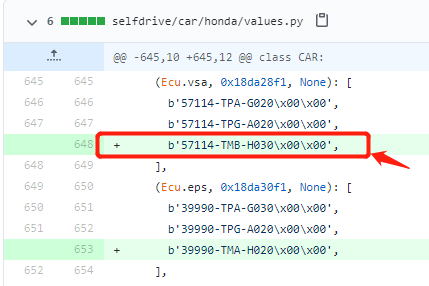 6 selfdrive/car/honda/values.py
@@ -645,10 +645,12 @@ class CAR:
645 645 (Ecu.vsa, 0x18da28f1, None): [
646 646 b'57114-TPA-G020\x00\x00',
647 647 b'57114-TPG-A020\x00\x00',
648 + b'57114-TMB-H030\x00\x00',
648 649 ],
649 650 (Ecu.eps, 0x18da30f1, None): [
650 651 b'39990-TPA-G030\x00\x00',
651 652 b'39990-TPG-A020\x00\x00',
653 + b'39990-TMA-H020\x00\x00',
652 654 ],